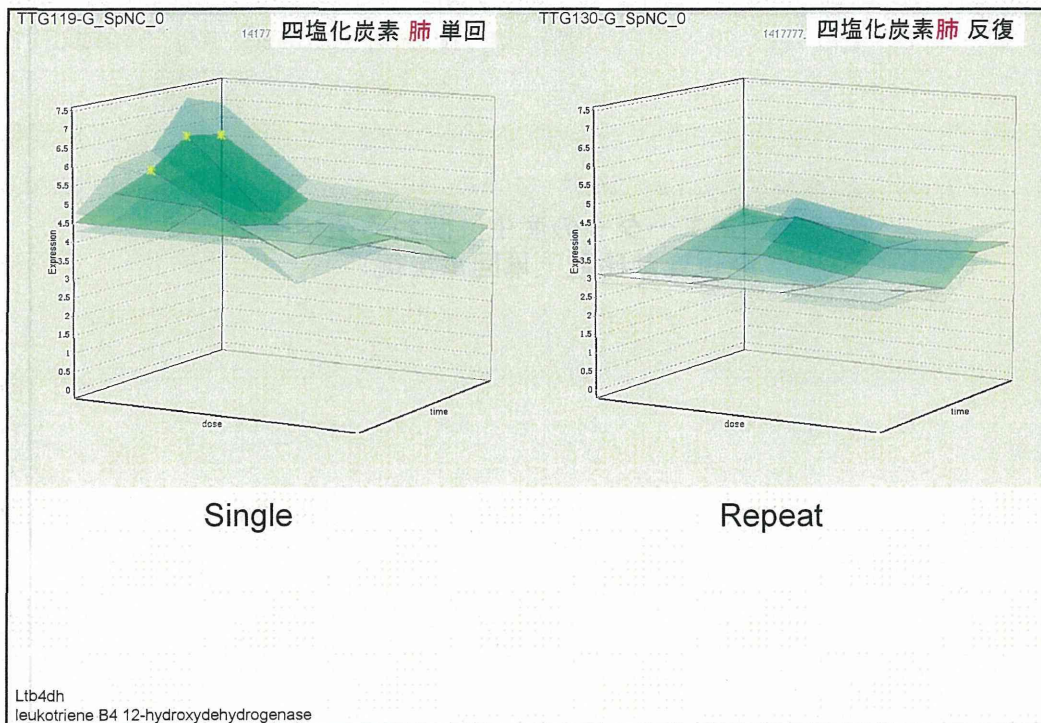 TTG119-G_SpNC_0
14177
四塩化炭素 肺 単回
7.5
7
6.5
6
5.5
5
4.5
4
3.5
3
2.5
2
1.5
1
0.5
0
Expression
dose
time
TTG130-G_SpNC_0
1417777_
四塩化炭素肺 反復
7.5
7
6.5
6
5.5
5
4.5
4
3.5
3
2.5
2
1.5
1
0.5
0
Expression
dose
time
Single
Repeat
Ltb4dh
leukotriene B4 12-hydroxydehydrogenase